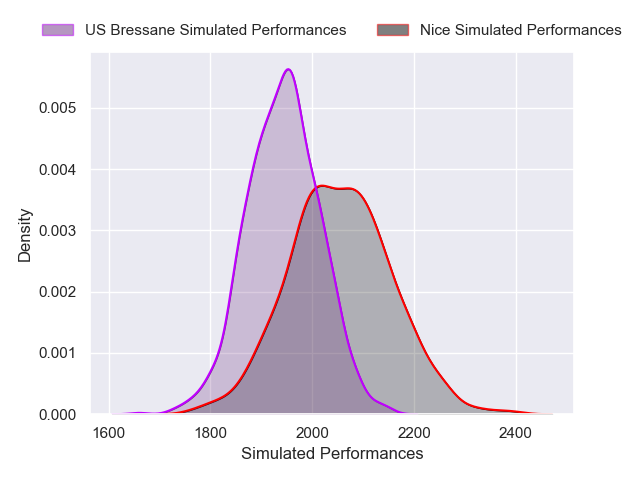 US Bressane Simulated Performances Nice Simulated Performances
0.005
0.004
0.003
0.002
0.001
0.000
Density
1600 1800 2000 2200 2400
Simulated Performances